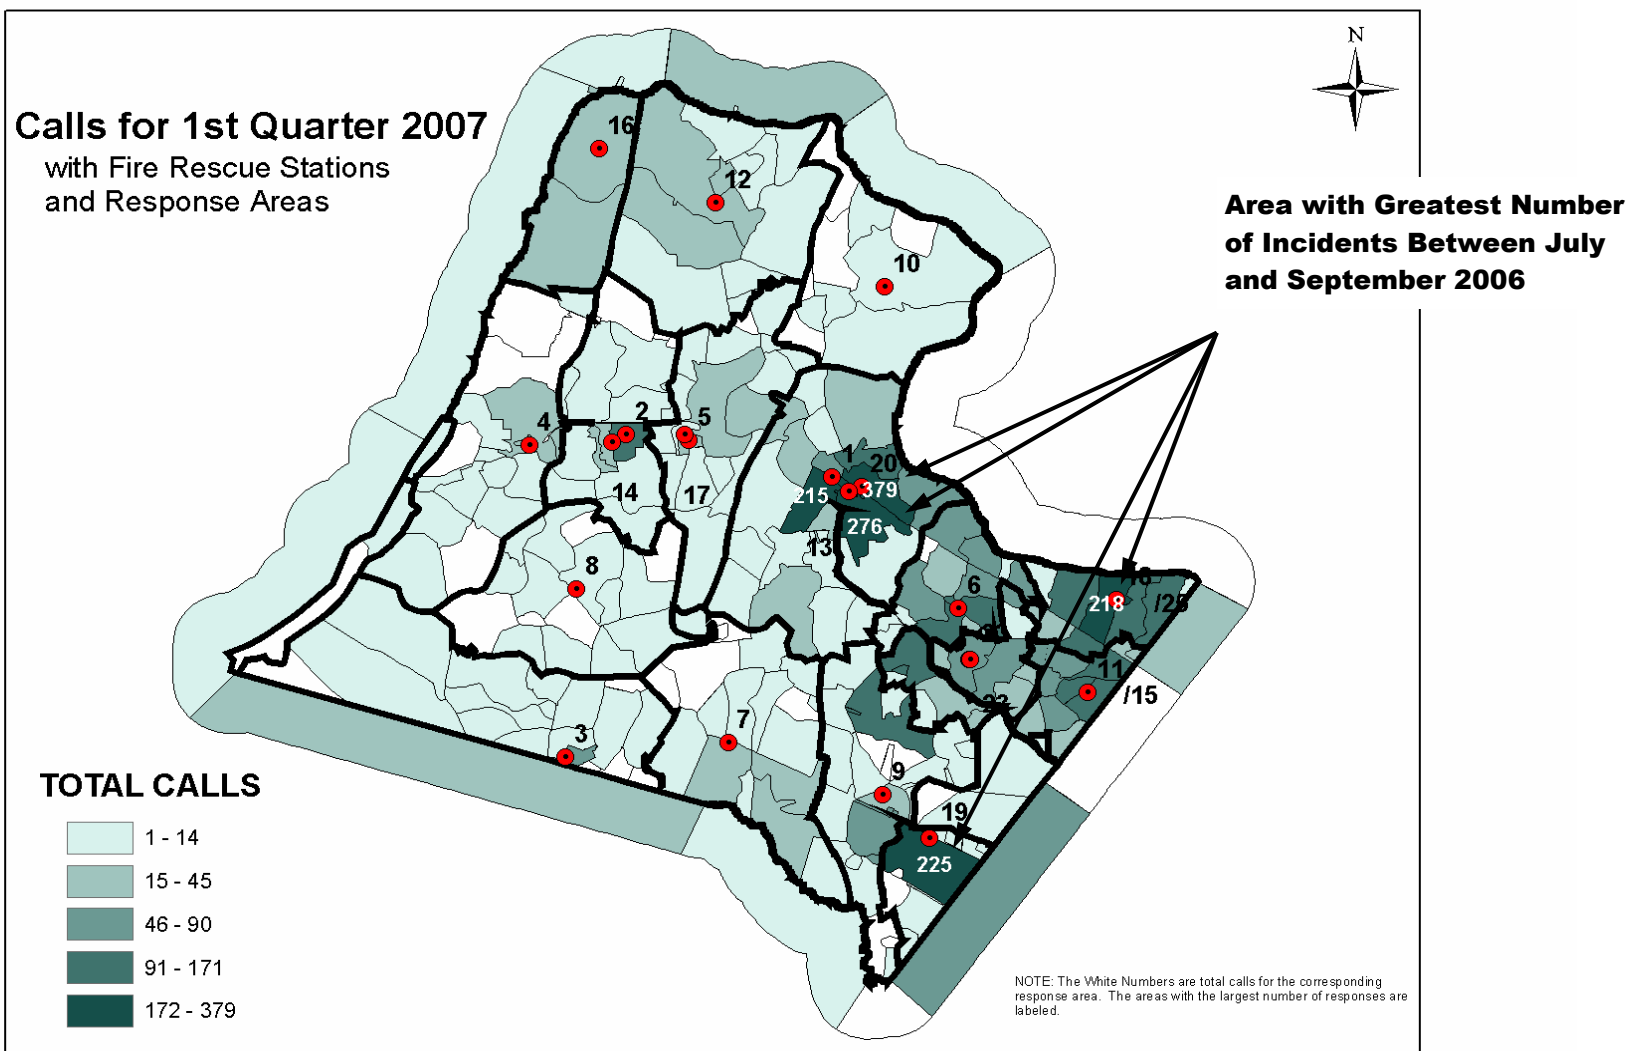 N
Calls for 1st Quarter 2007
with Fire Rescue Stations
and Response Areas
Area with Greatest Number
of Incidents Between July
and September 2006
16
12
10
4
2
5
1
20
215
379
14
17
276
13
8
6
218
/25
11
/15
22
3
7
9
19
225
TOTAL CALLS
1 - 14
15 - 45
46 - 90
91 - 171
172 - 379
NOTE: The White Numbers are total calls for the corresponding
response area. The areas with the largest number of responses are
labeled.